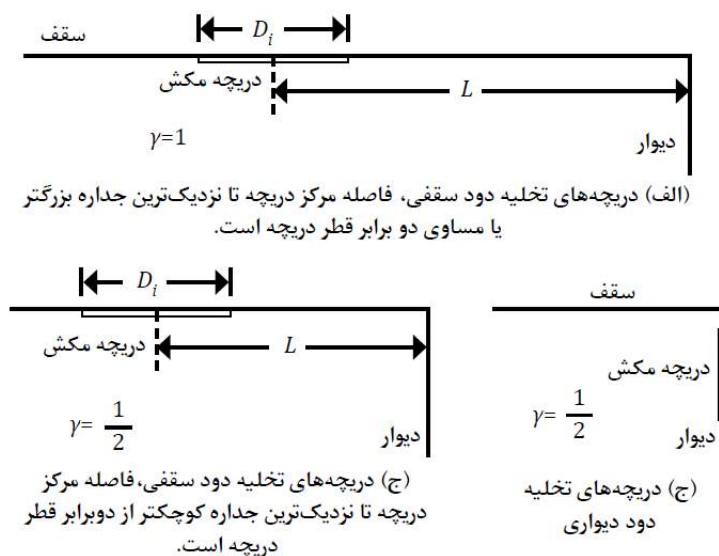 سقف
D_i
دریچه مکش
L
γ=1
دیوار
(الف) دریچه‌های تخلیه دود سقفی، فاصله مرکز دریچه تا نزدیک‌ترین جداره بزرگتر
یا مساوی دو برابر قطر دریچه است.
D_i
دریچه مکش
L
γ= 1/2
دیوار
(ج) دریچه‌های تخلیه دود سقفی،فاصله مرکز
دریچه تا نزدیک‌ترین جداره کوچکتر از دوبرابر قطر
دریچه است.
سقف
دریچه مکش
γ= 1/2
دیوار
(ج) دریچه‌های تخلیه
دود دیواری